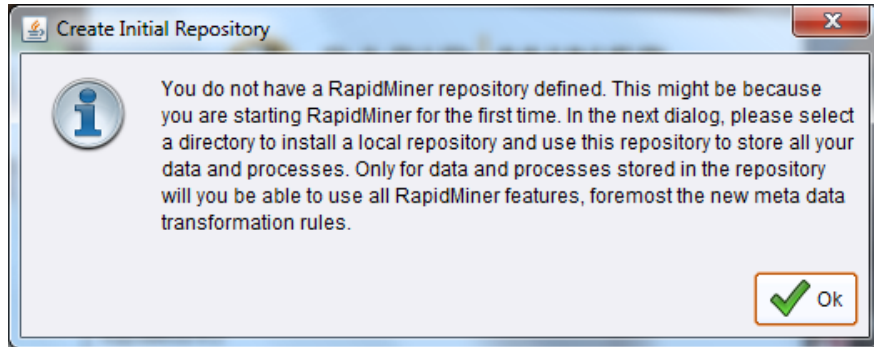 Create Initial Repository
You do not have a RapidMiner repository defined. This might be because
you are starting RapidMiner for the first time. In the next dialog, please select
a directory to install a local repository and use this repository to store all your
data and processes. Only for data and processes stored in the repository
will you be able to use all RapidMiner features, foremost the new meta data
transformation rules.
Ok